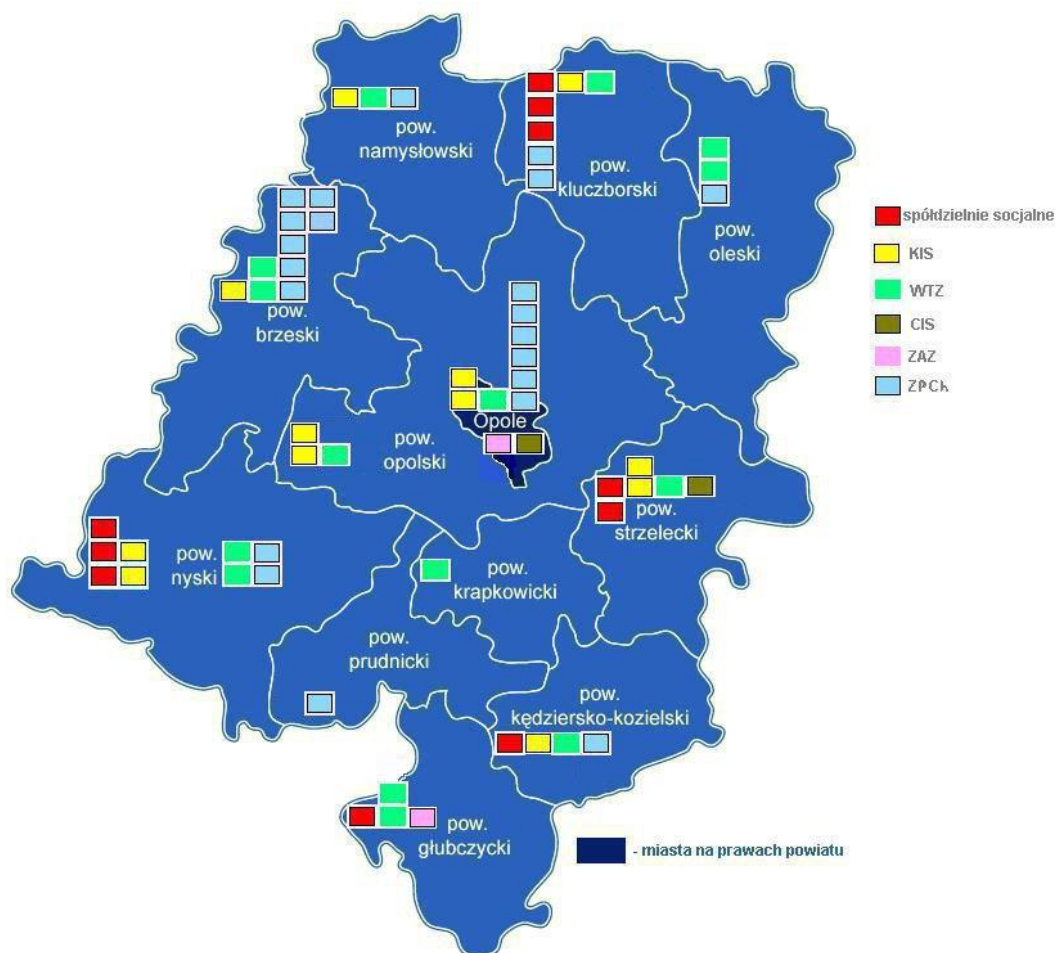 pow.
namysłowski
pow.
kluczborski
pow.
oleski
pow.
brzeski
Opole
pow.
opolski
pow.
strzelecki
pow.
nyski
pow.
krapkowicki
pow.
prudnicki
pow.
kędziersko-kozielski
pow.
głubczycki
spółdzielnie socjalne
KIS
WTZ
CIS
ZAZ
ZPCh
- miasta na prawach powiatu